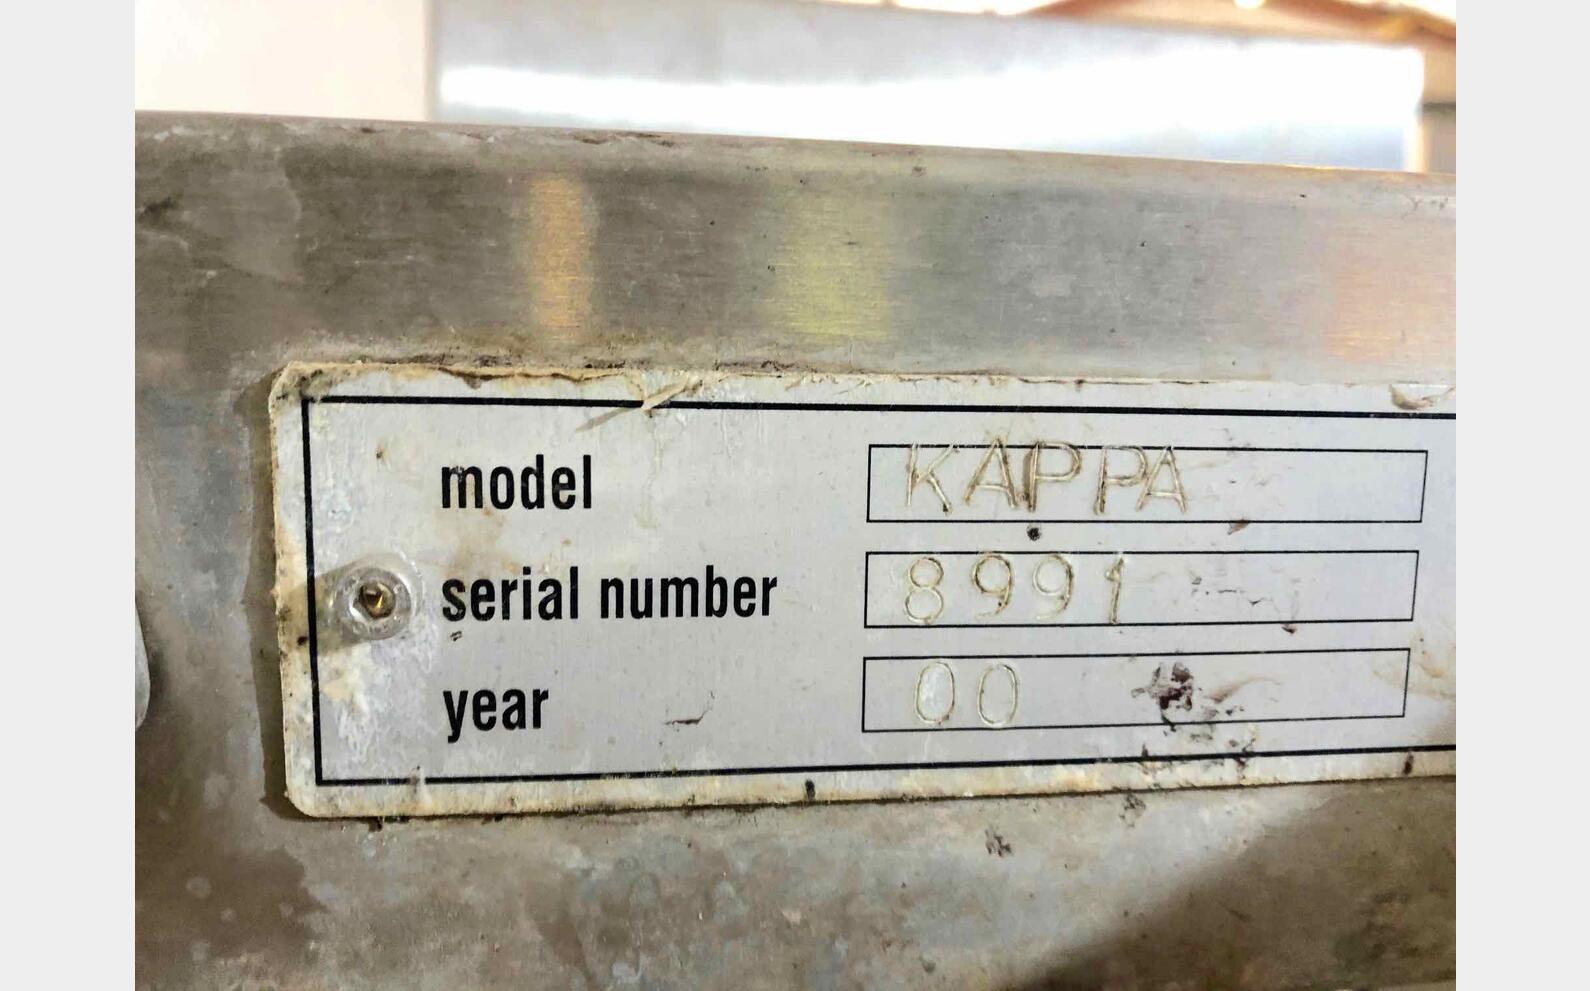 model KAPPA
serial number 8991
year 00